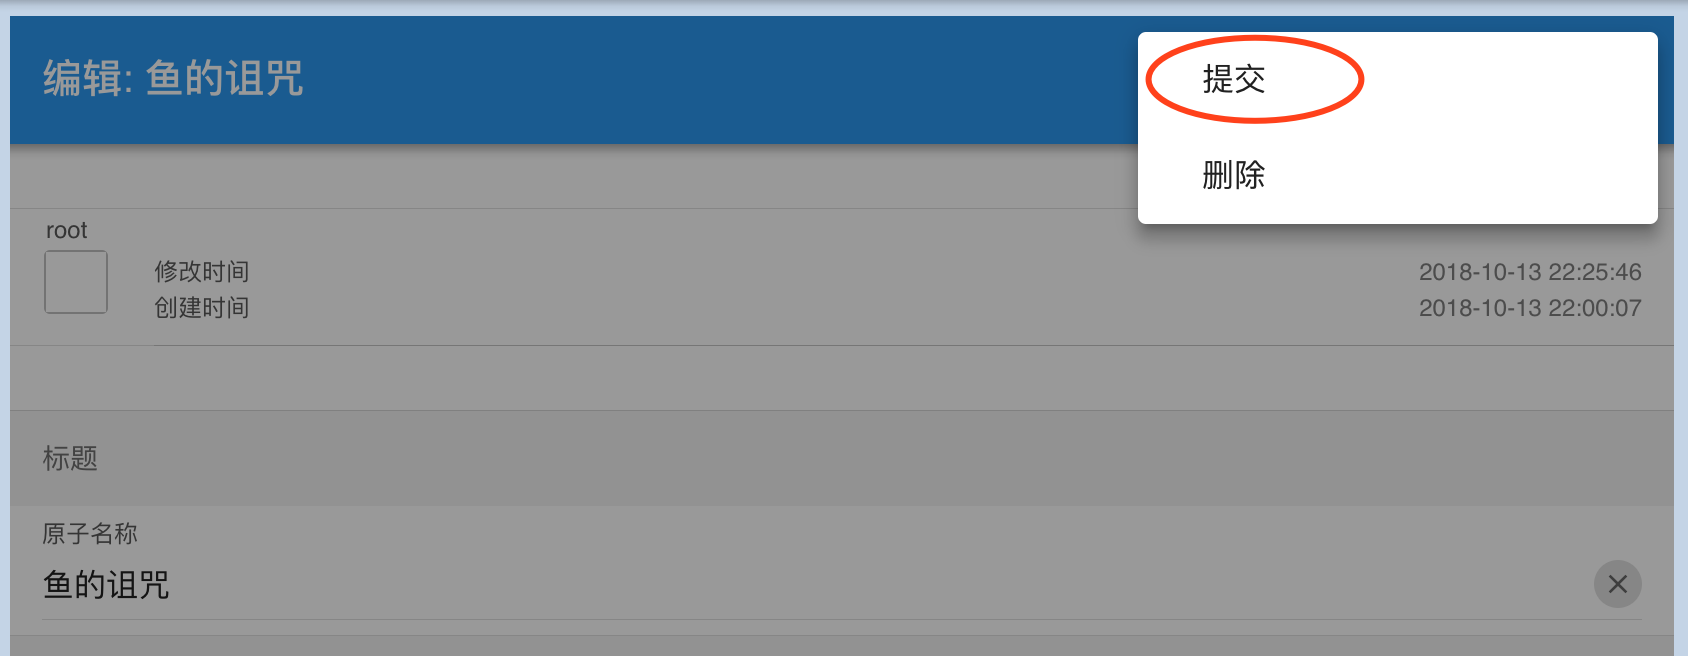 编辑: 鱼的诅咒
提交
删除
root
修改时间
2018-10-13 22:25:46
创建时间
2018-10-13 22:00:07
标题
原子名称
鱼的诅咒